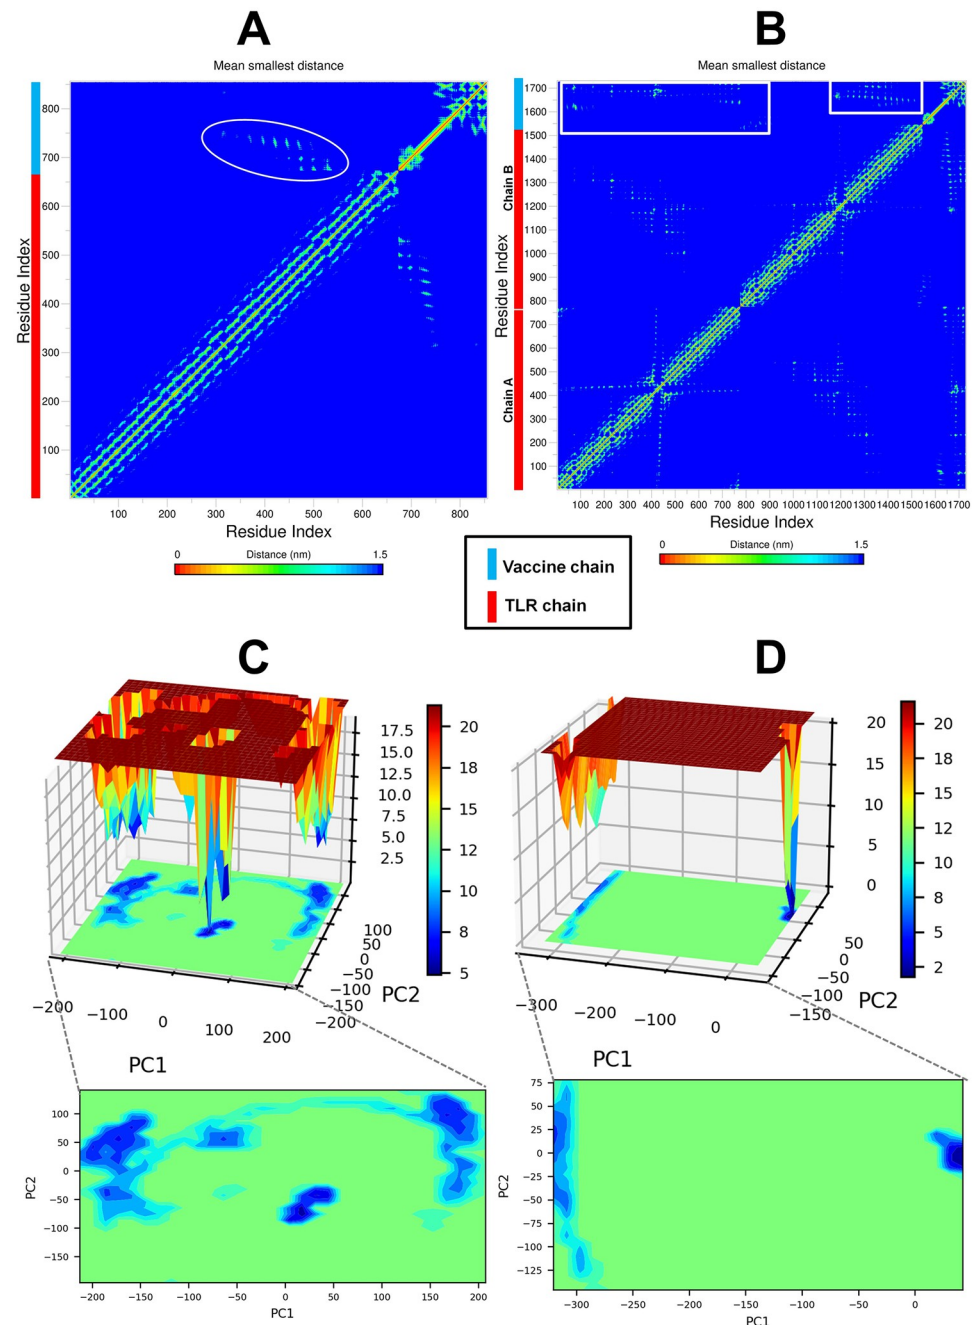 A
B
Mean smallest distance
Mean smallest distance
Residue Index
800
700
600
500
400
300
200
100
100 200 300 400 500 600 700 800
Residue Index
0 Distance (nm) 1.5
Chain B
Chain A
Residue Index
1700
1600
1500
1400
1300
1200
1100
1000
900
800
700
600
500
400
300
200
100
100 200 300 400 500 600 700 800 900 1000 1100 1200 1300 1400 1500 1600 1700
Residue Index
0 Distance (nm) 1.5
Vaccine chain
TLR chain
C
D
17.5
15.0
12.5
10.0
7.5
5.0
2.5
100
50
0
−50
−100
−150
−200
PC2
−200 −100 0 100 200
PC1
20
18
15
12
10
8
5
20
15
10
5
0
50
0
−50
−100
−150
PC2
−300 −200 −100 0
PC1
20
18
15
12
10
8
5
2
100
50
0
−50
−100
−150
PC2
−200 −150 −100 −50 0 50 100 150 200
PC1
75
50
25
0
−25
−50
−75
−100
−125
PC2
−300 −250 −200 −150 −100 −50 0
PC1